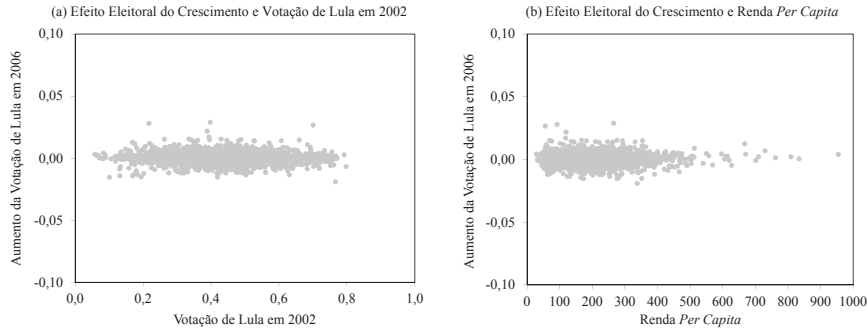 (a) Efeito Eleitoral do Crescimento e Votação de Lula em 2002
Aumento da Votação de Lula em 2006
0,10
0,05
0,00
-0,05
-0,10
0,0 0,2 0,4 0,6 0,8 1,0
Votação de Lula em 2002
(b) Efeito Eleitoral do Crescimento e Renda Per Capita
Aumento da Votação de Lula em 2006
0,10
0,05
0,00
-0,05
-0,10
0 100 200 300 400 500 600 700 800 900 1000
Renda Per Capita